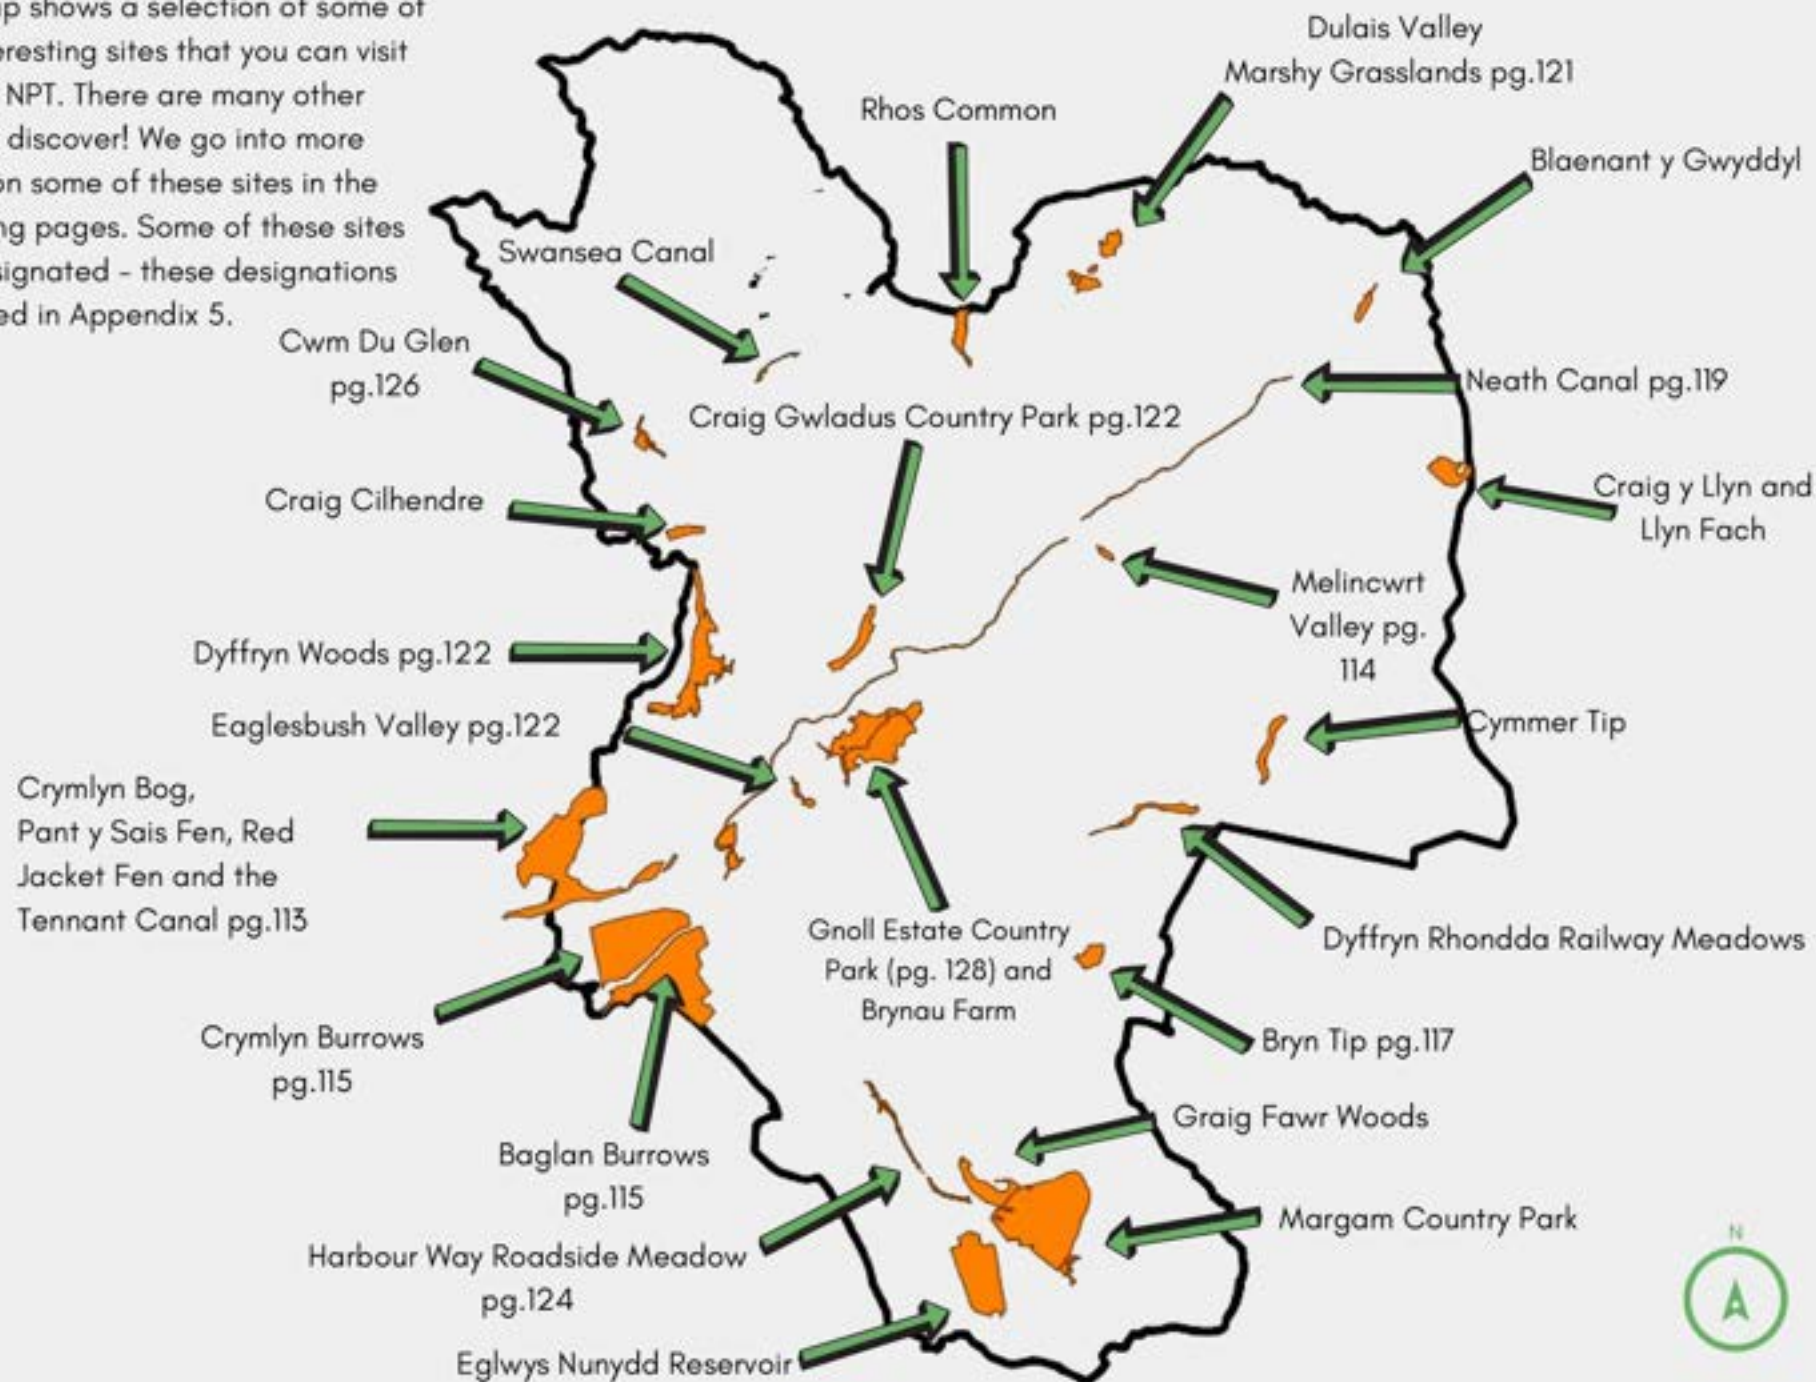 shows a selection of some of
sites that you can visit
NPT. There are many other
discover! We go into more
on some of these sites in the
pages. Some of these sites
- these designations
in Appendix 5.
Dulais Valley
Marshy Grasslands pg.121
Rhos Common
Blaenant y Gwyddyl
Swansea Canal
Cwm Du Glen
pg.126
Neath Canal pg.119
Craig Gwladus Country Park pg.122
Craig Cilhendre
Craig y Llyn and
Llyn Fach
Melincwrt
Valley pg.
114
Dyffryn Woods pg.122
Eaglesbush Valley pg.122
Cymmer Tip
Crymlyn Bog,
Pant y Sais Fen, Red
Jacket Fen and the
Tennant Canal pg.113
Gnoll Estate Country
Park (pg. 128) and
Brynau Farm
Dyffryn Rhondda Railway Meadows
Crymlyn Burrows
pg.115
Bryn Tip pg.117
Graig Fawr Woods
Baglan Burrows
pg.115
Margam Country Park
Harbour Way Roadside Meadow
pg.124
Eglwys Nunydd Reservoir
N